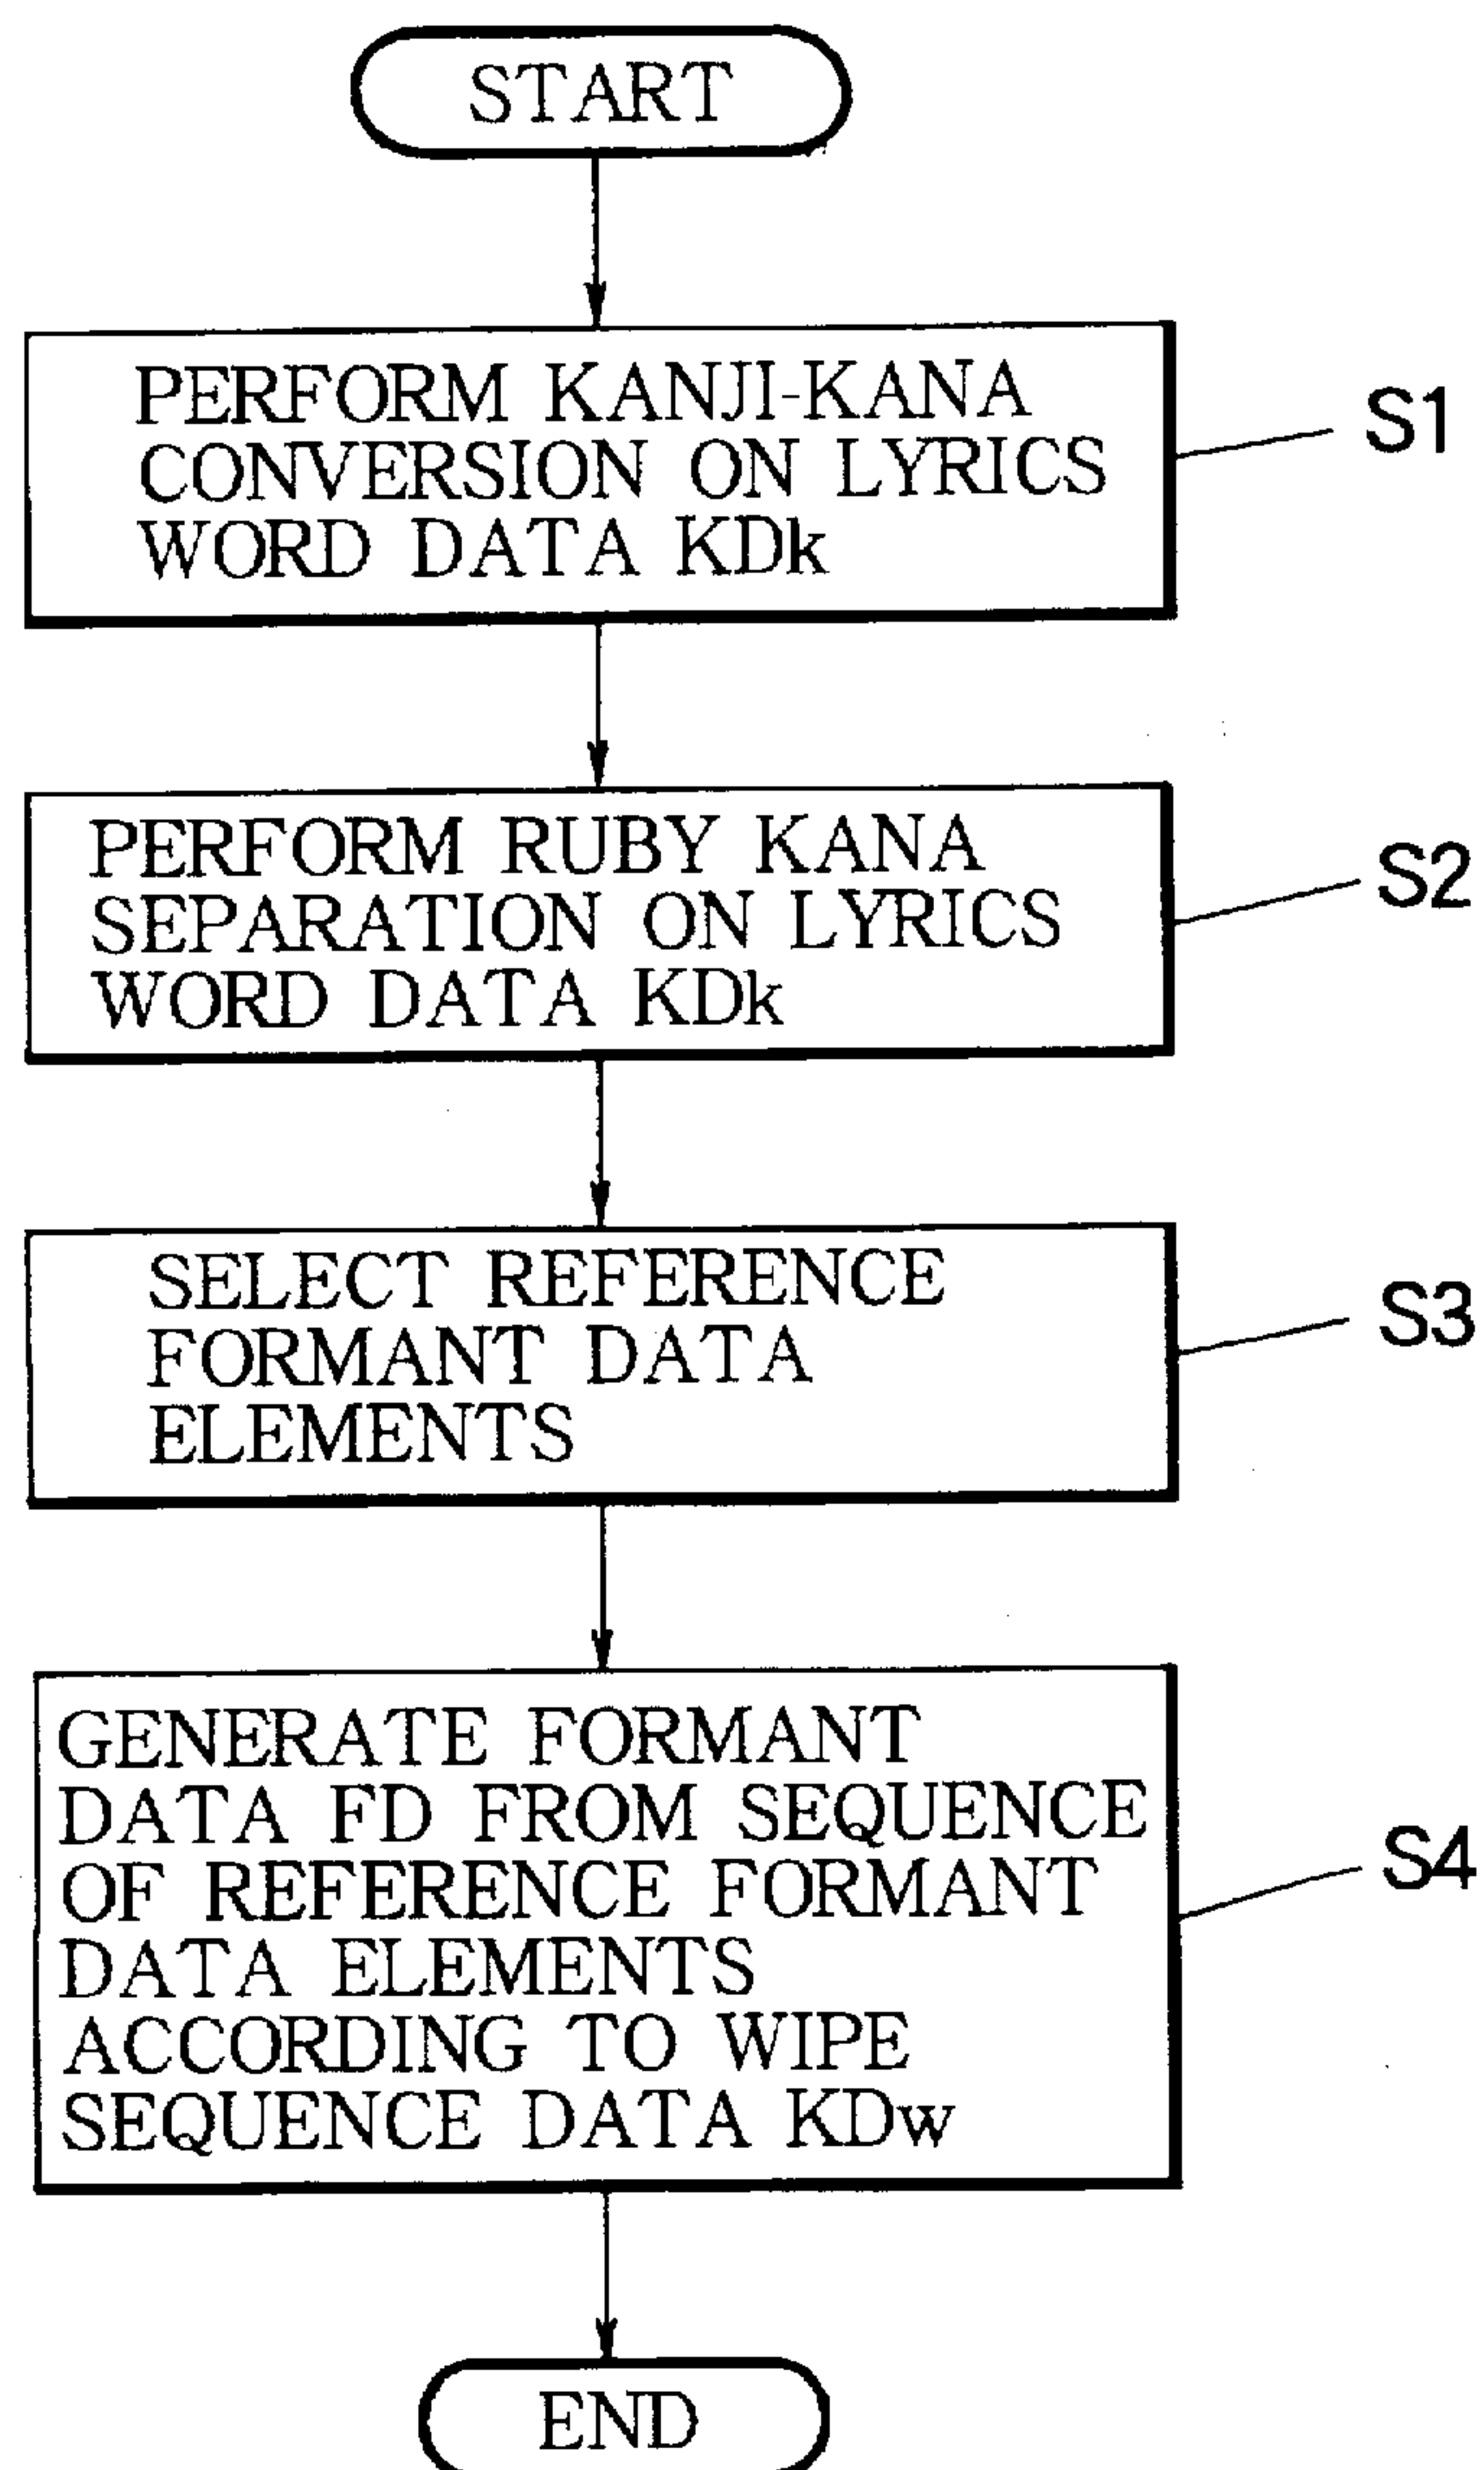 START
PERFORM KANJI-KANA
CONVERSION ON LYRICS
WORD DATA KDk
S1
PERFORM RUBY KANA
SEPARATION ON LYRICS
WORD DATA KDk
S2
SELECT REFERENCE
FORMANT DATA
ELEMENTS
S3
GENERATE FORMANT
DATA FD FROM SEQUENCE
OF REFERENCE FORMANT
DATA ELEMENTS
ACCORDING TO WIPE
SEQUENCE DATA KDw
S4
END